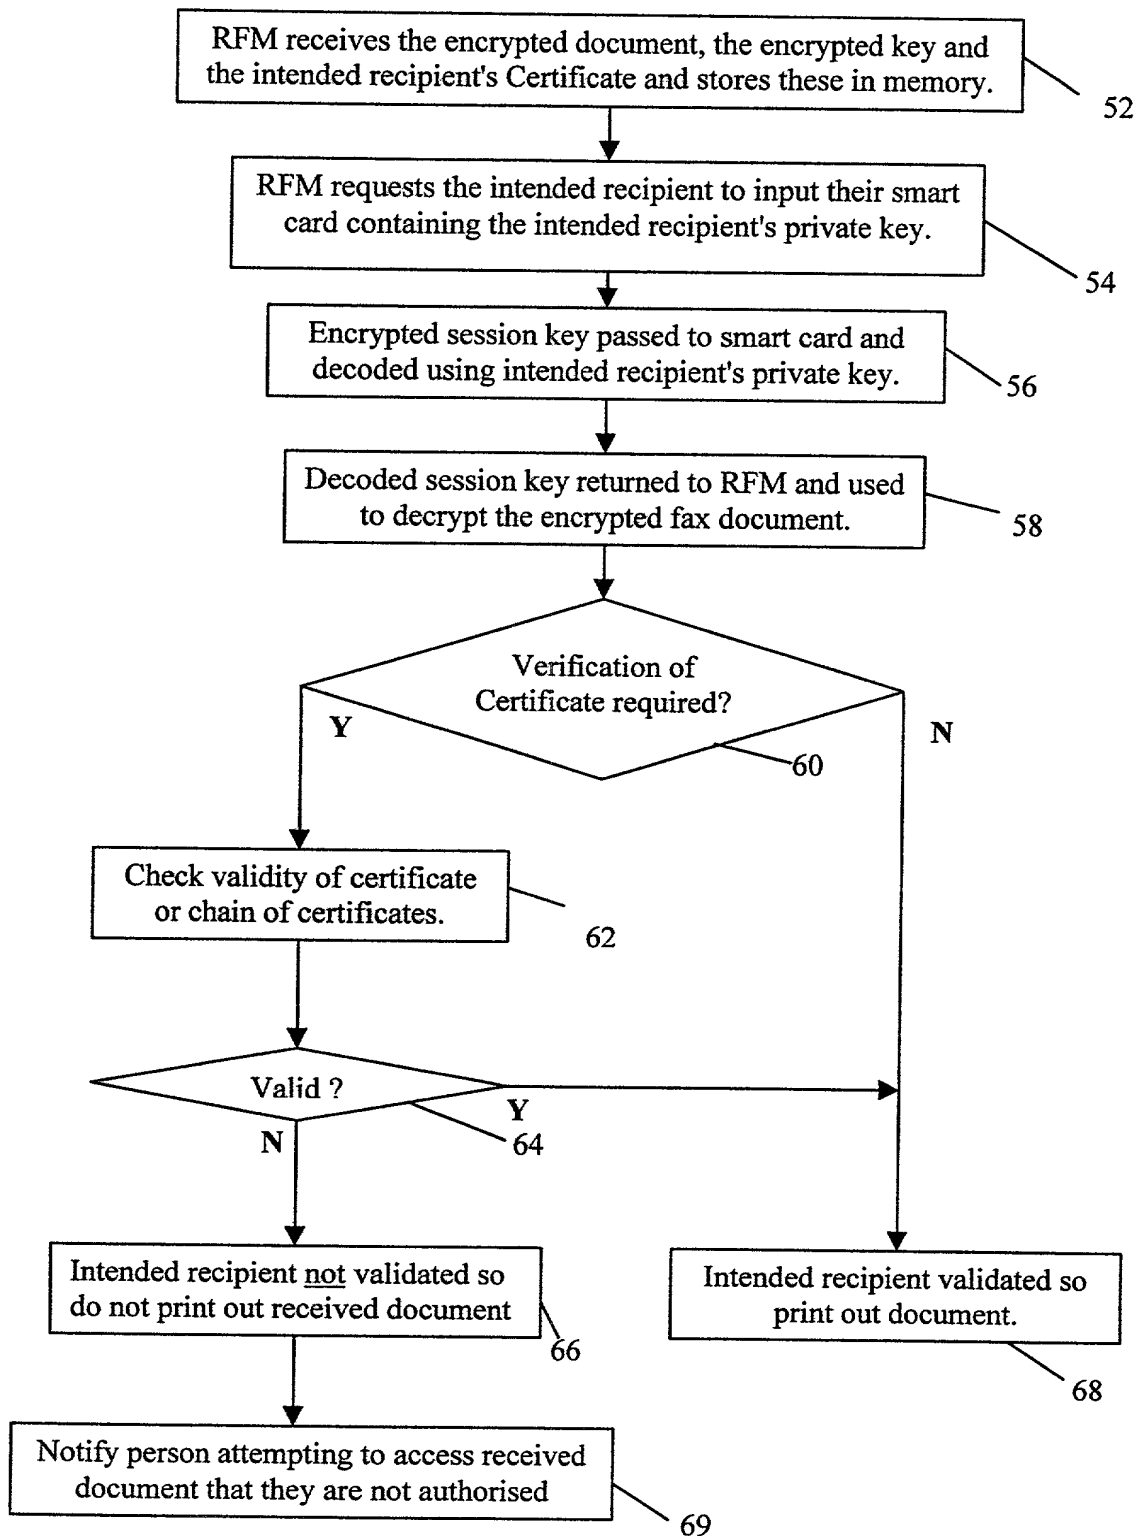 RFM receives the encrypted document, the encrypted key and
the intended recipient's Certificate and stores these in memory.
52
RFM requests the intended recipient to input their smart
card containing the intended recipient's private key.
54
Encrypted session key passed to smart card and
decoded using intended recipient's private key.
56
Decoded session key returned to RFM and used
to decrypt the encrypted fax document.
58
Verification of
Certificate required?
Y
N
60
Check validity of certificate
or chain of certificates.
62
Valid ?
Y
N
64
Intended recipient not validated so
do not print out received document
66
Intended recipient validated so
print out document.
68
Notify person attempting to access received
document that they are not authorised
69